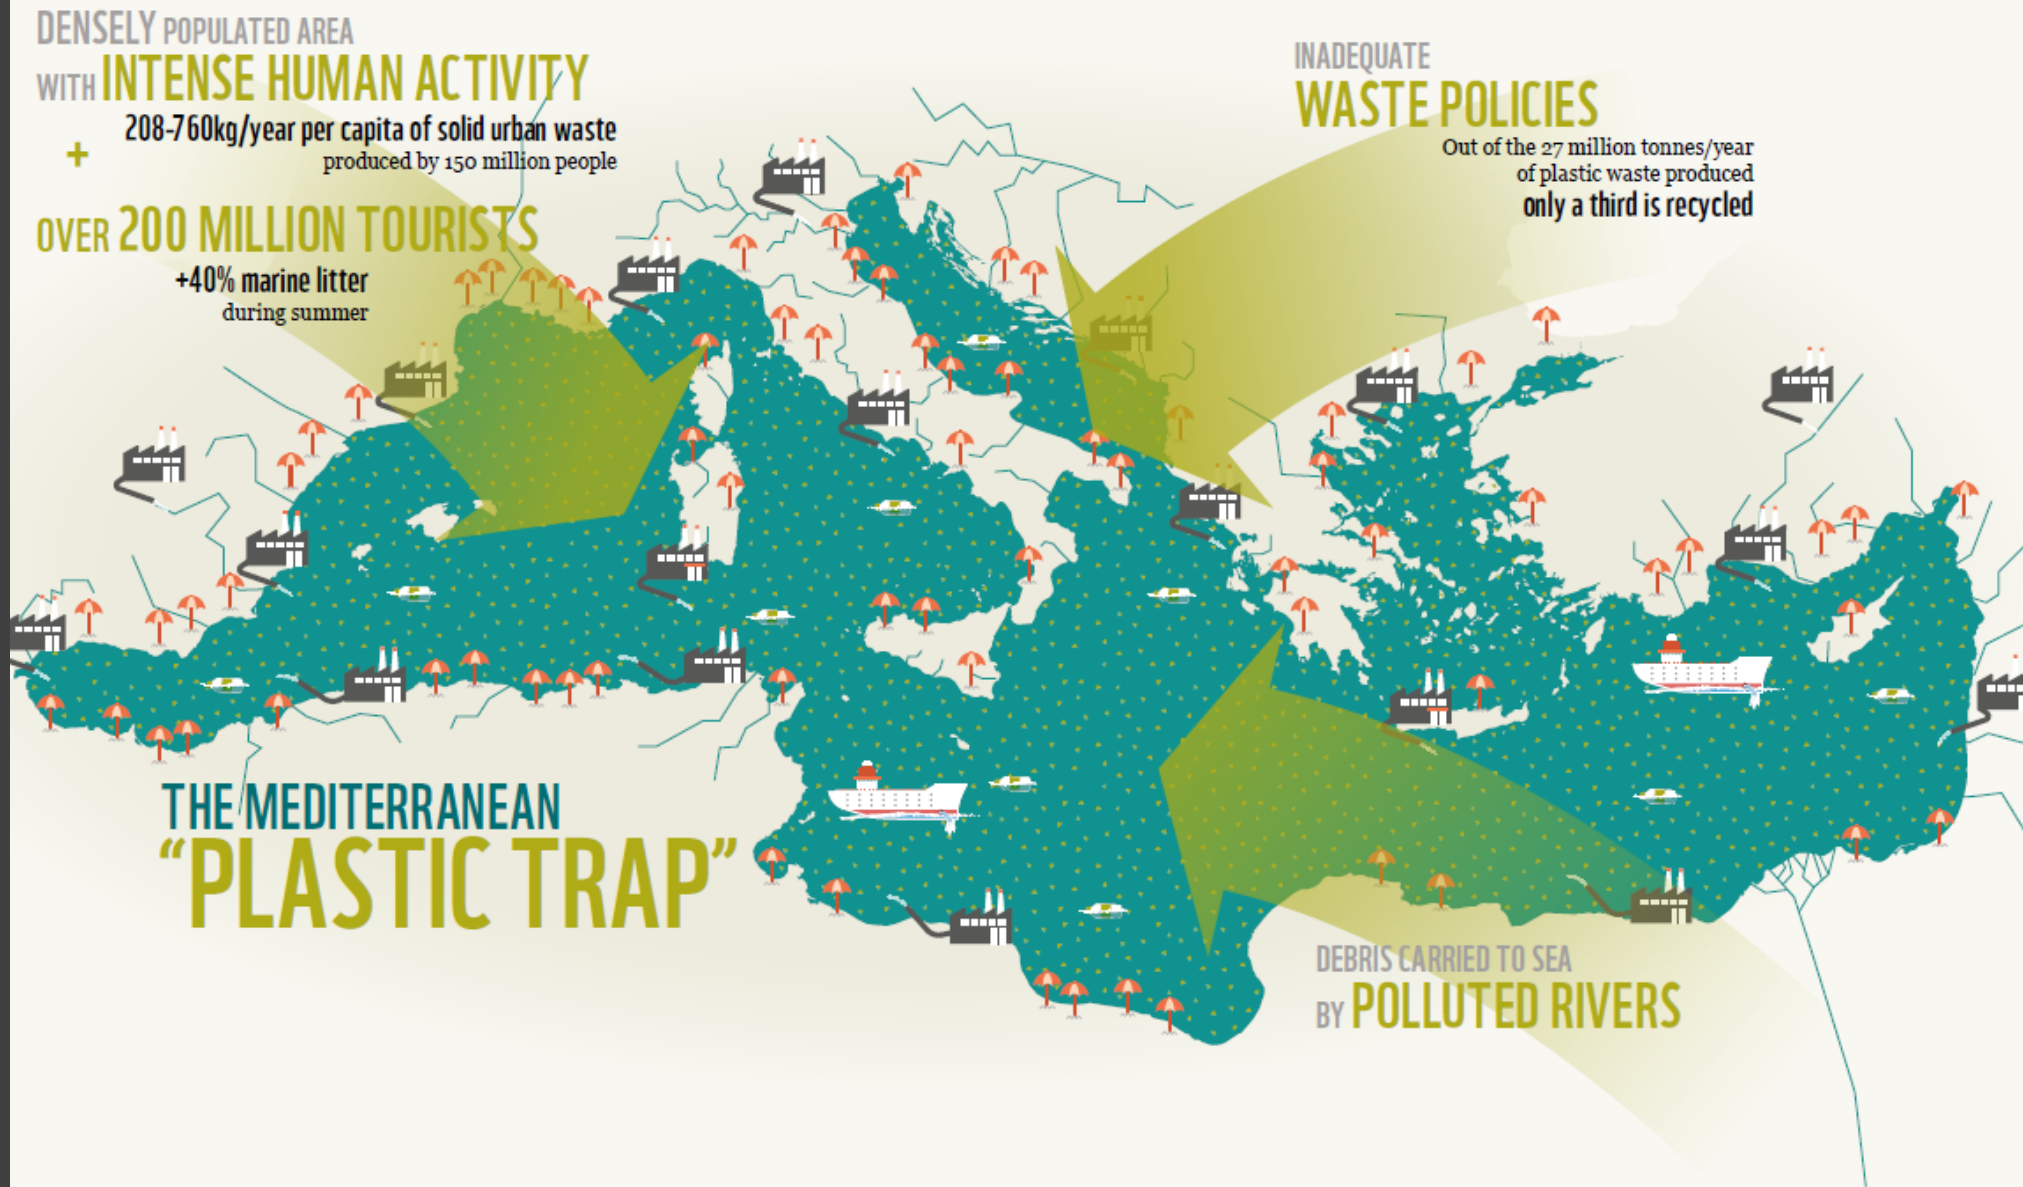 DENSELY POPULATED AREA
WITH INTENSE HUMAN ACTIVITY
208-760kg/year per capita of solid urban waste
produced by 150 million people
+
OVER 200 MILLION TOURISTS
+40% marine litter
during summer
INADEQUATE
WASTE POLICIES
Out of the 27 million tonnes/year
of plastic waste produced
only a third is recycled
THE MEDITERRANEAN
“PLASTIC TRAP”
DEBRIS CARRIED TO SEA
BY POLLUTED RIVERS